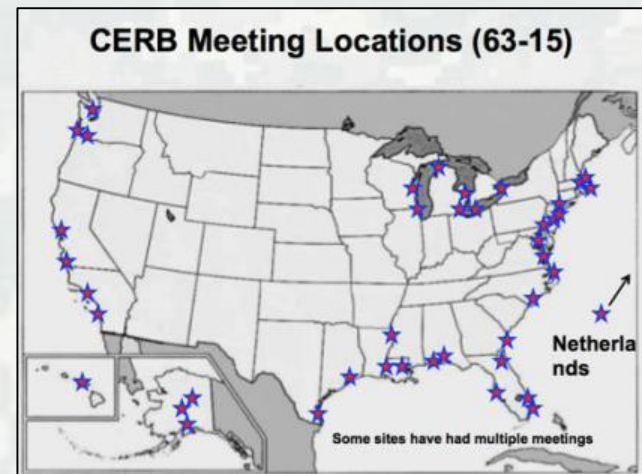 CERB Meeting Locations (63-15)
Netherla
nds
Some sites have had multiple meetings